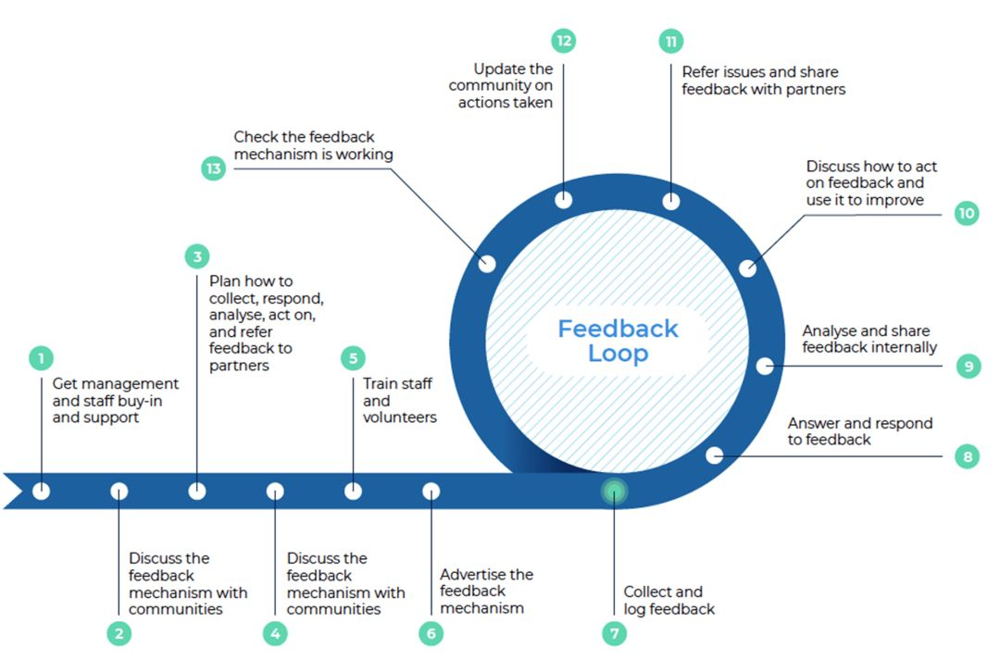 1
Get management
and staff buy-in
and support
2
Discuss the
feedback
mechanism with
communities
3
Plan how to
collect, respond,
analyse, act on,
and refer
feedback to
partners
4
Discuss the
feedback
mechanism with
communities
5
Train staff
and
volunteers
6
Advertise the
feedback
mechanism
7
Collect and
log feedback
8
Answer and respond
to feedback
9
Analyse and share
feedback internally
10
Discuss how to act
on feedback and
use it to improve
11
Refer issues and share
feedback with partners
12
Update the
community on
actions taken
13
Check the feedback
mechanism is working
Feedback
Loop